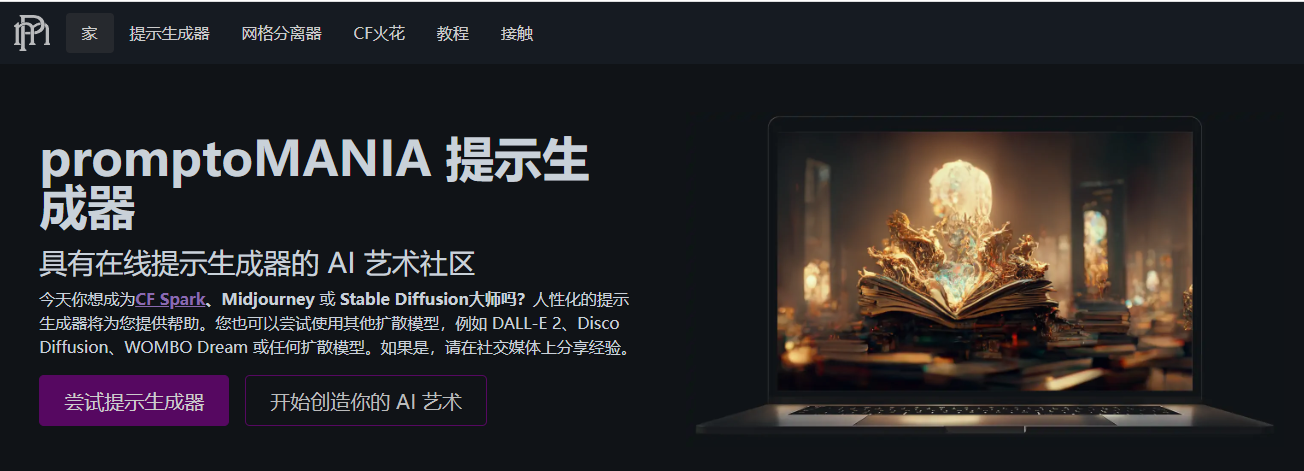 家 提示生成器 网格分离器 CF火花 教程 接触
promptoMANIA 提示生
成器
具有在线提示生成器的 AI 艺术社区
今天你想成为CF Spark、Midjourney 或 Stable Diffusion大师吗？人性化的提示
生成器将为您提供帮助。您也可以尝试使用其他扩散模型，例如 DALL-E 2、Disco
Diffusion、WOMBO Dream 或任何扩散模型。如果是，请在社交媒体上分享经验。
尝试提示生成器 开始创造你的 AI 艺术